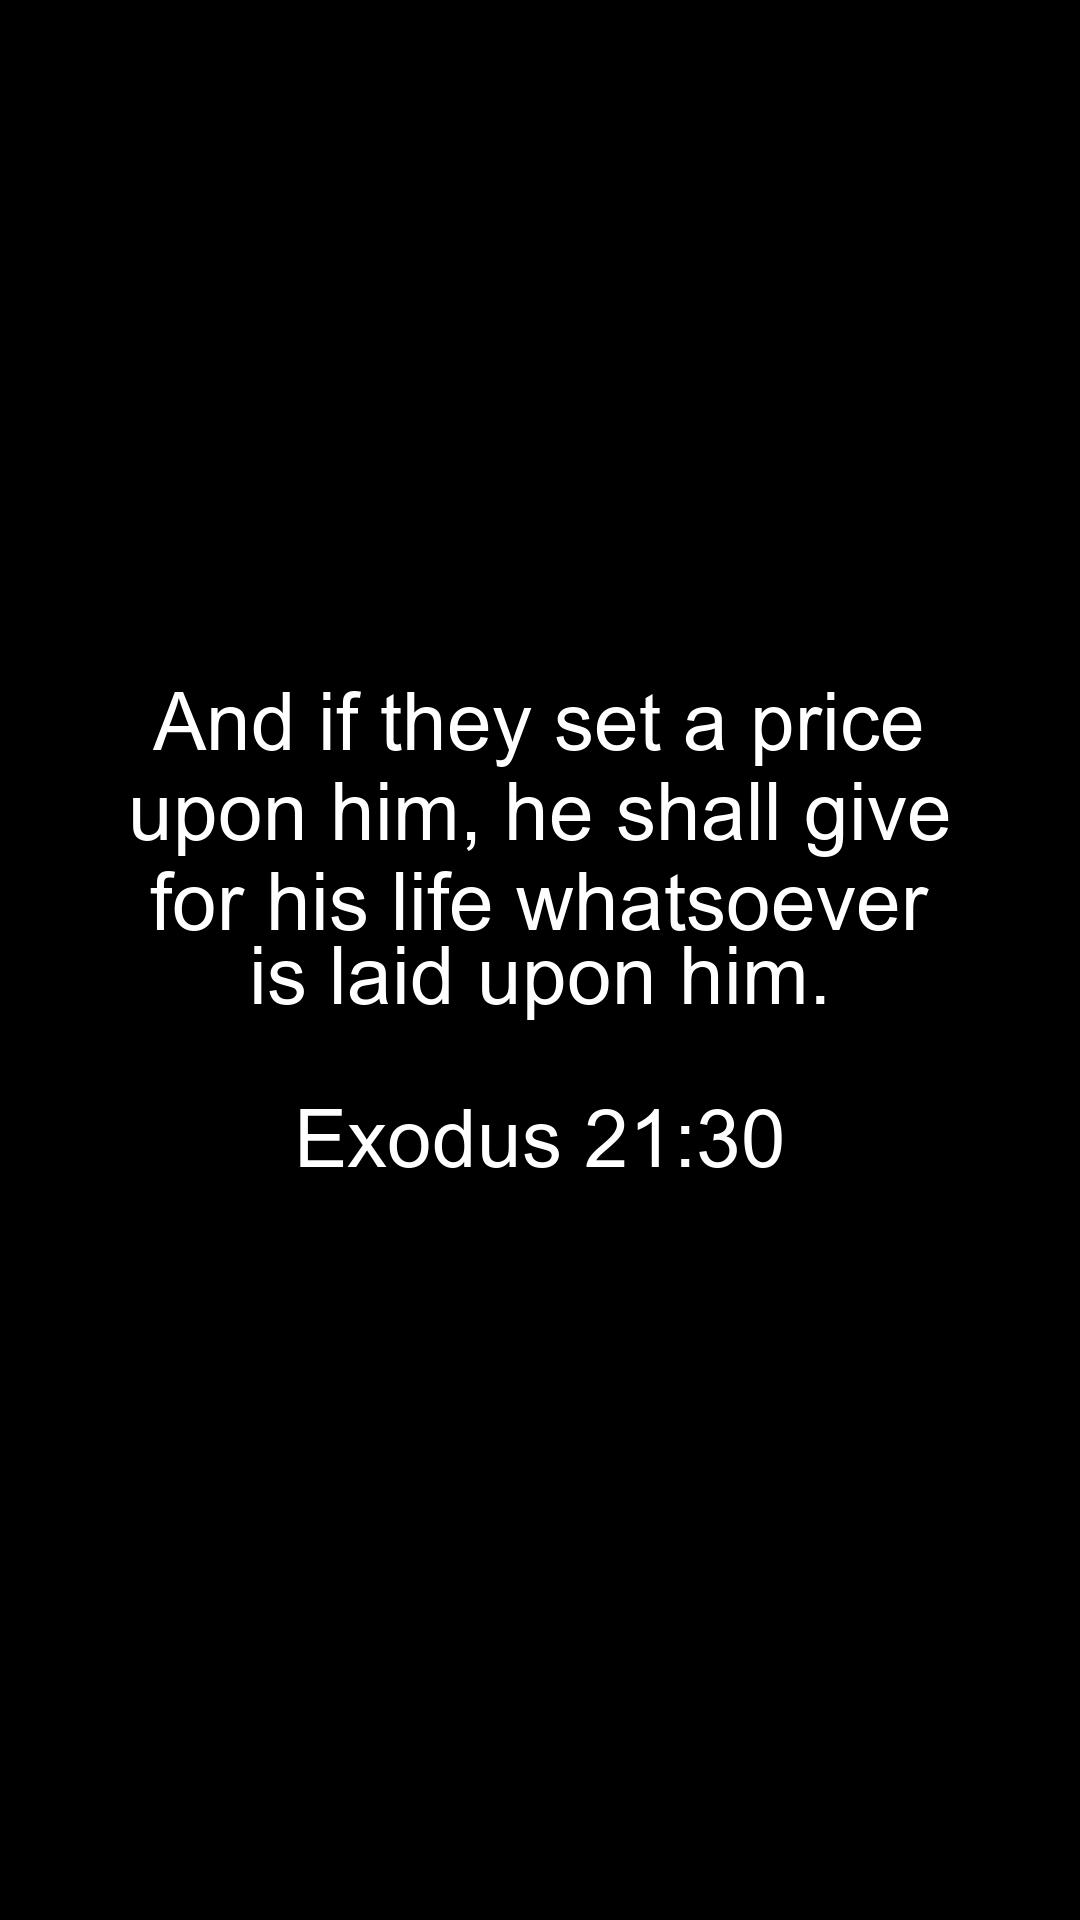 And if they set a price
upon him, he shall give
for his life whatsoever
is laid upon him.
Exodus 21:30